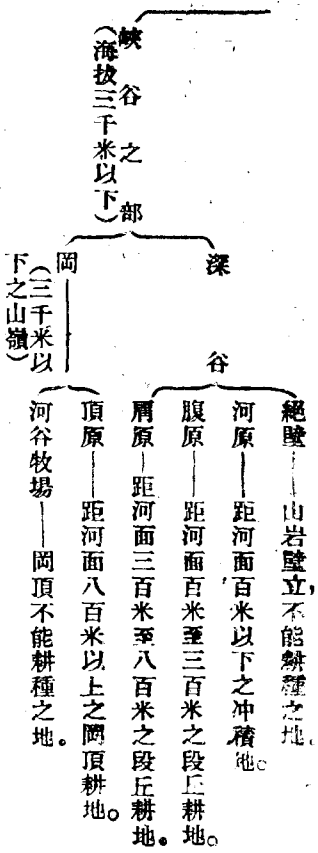 峽谷之部
（海拔三千米以下）
深谷
絕壁——山岩壁立，不能耕種之地。
河原——距河面百米以下之冲積地。
腹原——距河面百米至三百米之段丘耕地。
肩原——距河面三百米至八百米之段丘耕地。
岡
（三千米以
下之山嶺）
頂原——距河面八百米以上之岡頂耕地。
河谷牧場——岡頂不能耕種之地。